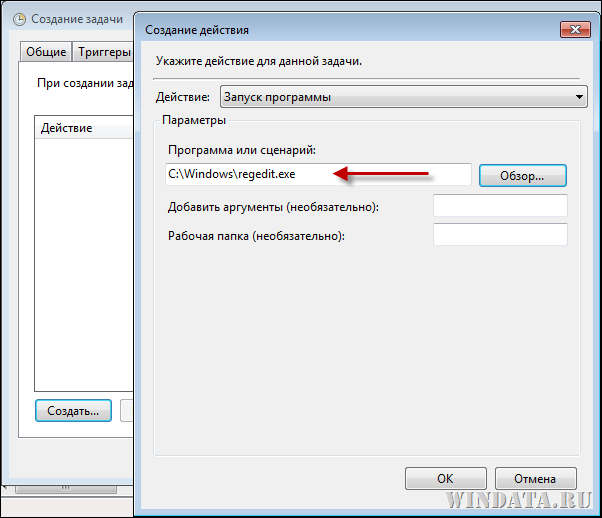 Создание задачи
Общие
Триггеры
При создании зад
Действие
Создать...
Создание действия
Укажите действие для данной задачи.
Действие: Запуск программы
Параметры
Программа или сценарий:
C:\Windows\regedit.exe
Обзор...
Добавить аргументы (необязательно):
Рабочая папка (необязательно):
OK
Отмена
WINDATA.RU